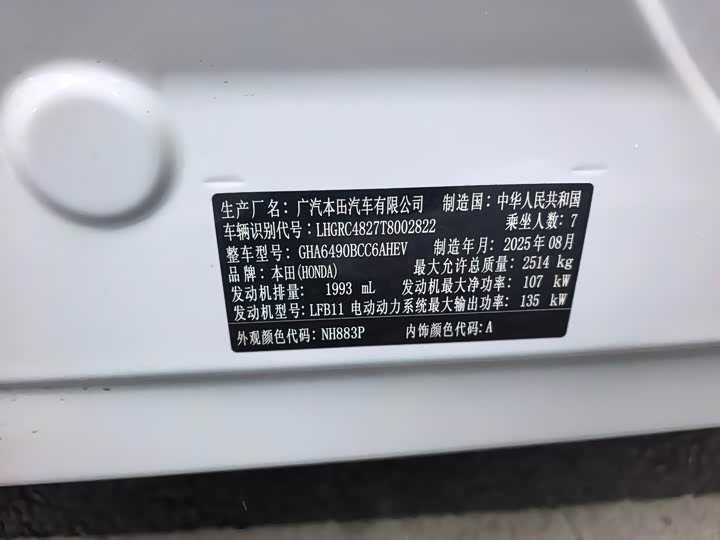 生产厂名：广汽本田汽车有限公司 制造国：中华人民共和国
车辆识别代号：LHGRC4827T8002822 乘坐人数：7
整车型号：GHA6490BCC6AHEV 制造年月：2025年08月
品牌：本田(HONDA) 最大允许总质量：2514 kg
发动机排量：1993 mL 发动机最大净功率：107 kW
发动机型号：LFB11 电动动力系统最大输出功率：135 kW
外观颜色代码：NH883P 内饰颜色代码：A